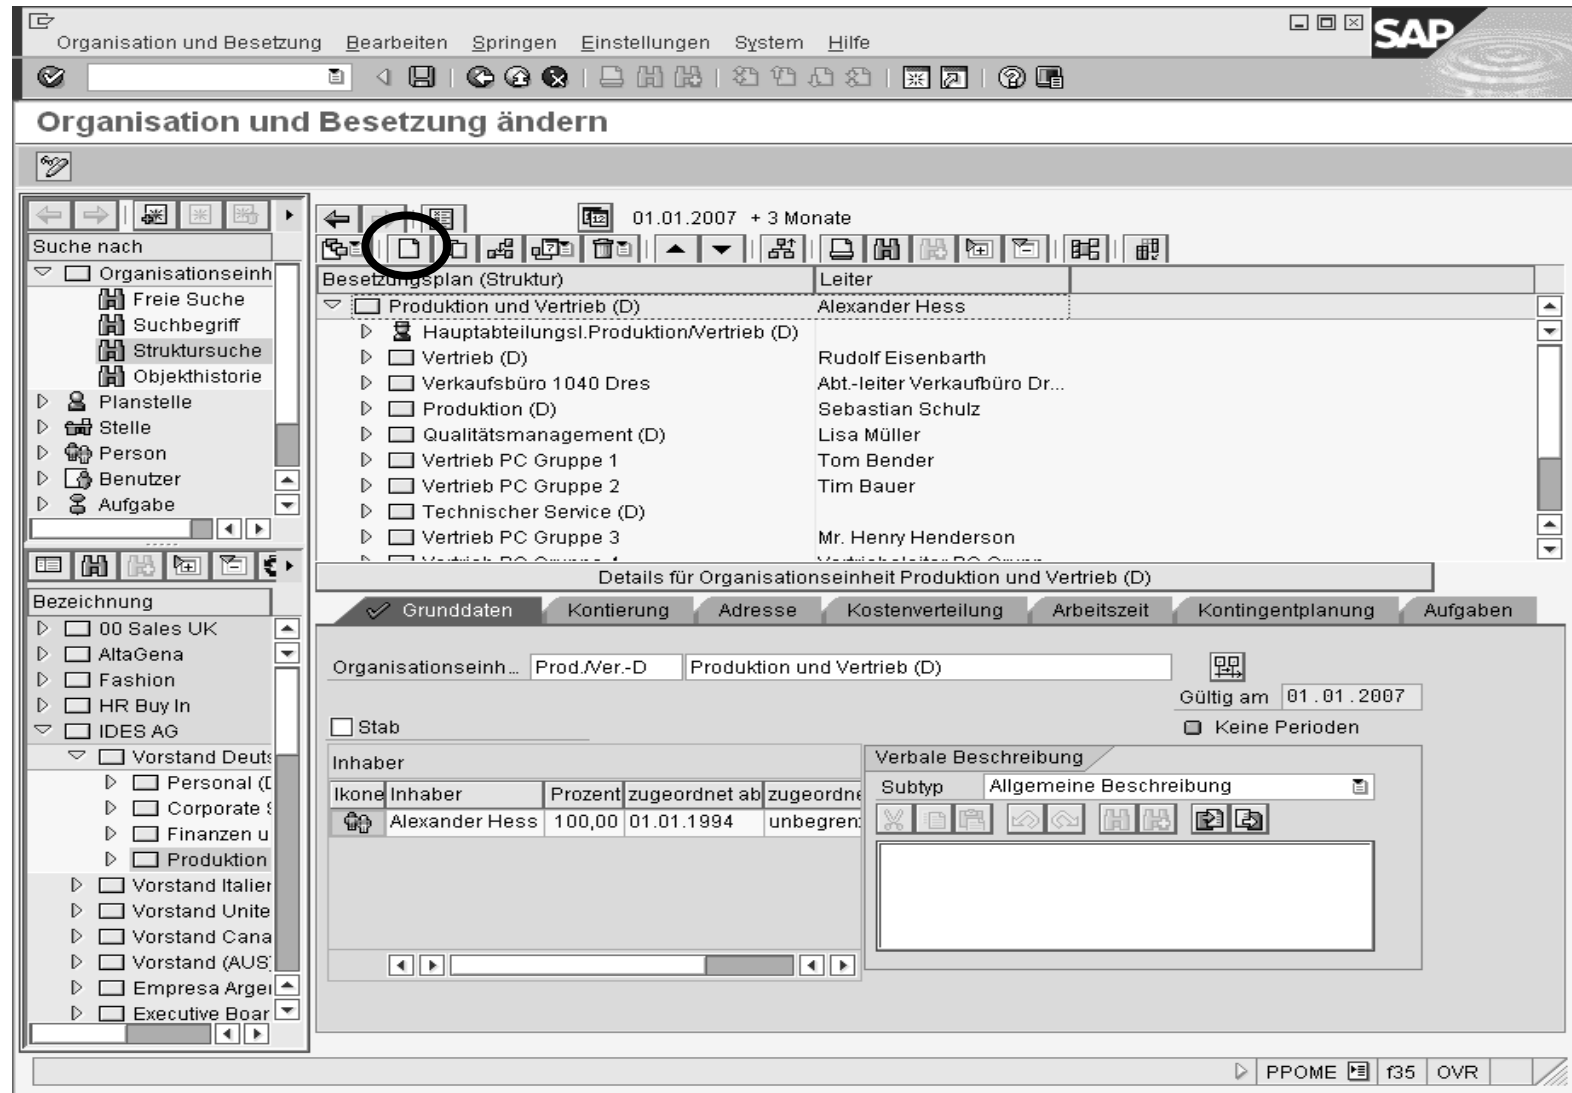 Organisation und Besetzung Bearbeiten Springen Einstellungen System Hilfe
SAP
Organisation und Besetzung ändern
01.01.2007 + 3 Monate
Suche nach
Organisationseinh
Freie Suche
Suchbegriff
Struktursuche
Objekthistorie
Planstelle
Stelle
Person
Benutzer
Aufgabe
Besetzungsplan (Struktur) Leiter
Produktion und Vertrieb (D) Alexander Hess
Hauptabteilungsl.Produktion/Vertrieb (D)
Vertrieb (D) Rudolf Eisenbarth
Verkaufsbüro 1040 Dres Abt.-leiter Verkaufbüro Dr...
Produktion (D) Sebastian Schulz
Qualitätsmanagement (D) Lisa Müller
Vertrieb PC Gruppe 1 Tom Bender
Vertrieb PC Gruppe 2 Tim Bauer
Technischer Service (D)
Vertrieb PC Gruppe 3 Mr. Henry Henderson
Bezeichnung
00 Sales UK
AltaGena
Fashion
HR Buy In
IDES AG
Vorstand Deuts
Personal (D
Corporate S
Finanzen u
Produktion
Vorstand Italier
Vorstand Unite
Vorstand Cana
Vorstand (AUS)
Empresa Arger
Executive Boar
Details für Organisationseinheit Produktion und Vertrieb (D)
Grunddaten Kontierung Adresse Kostenverteilung Arbeitszeit Kontingentplanung Aufgaben
Organisationseinh... Prod./Ver.-D Produktion und Vertrieb (D)
Gültig am 01.01.2007
Stab Keine Perioden
Inhaber
Ikone Inhaber Prozent zugeordnet ab zugeordne
Alexander Hess 100,00 01.01.1994 unbegrenz
Verbale Beschreibung
Subtyp Allgemeine Beschreibung
PPOME f35 OVR